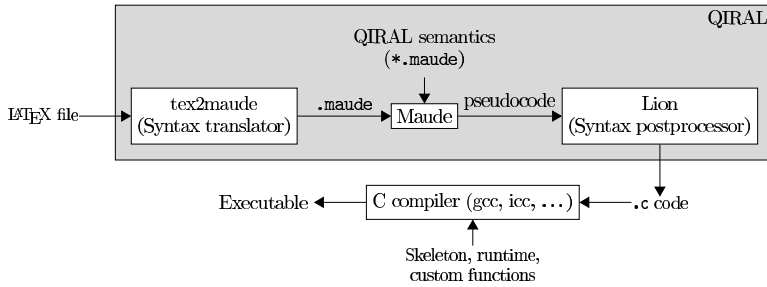 QIRAL
QIRAL semantics
(*.maude)
LATEX file
tex2maude
(Syntax translator)
.maude
Maude
pseudocode
Lion
(Syntax postprocessor)
Executable
C compiler (gcc, icc, ...)
.c code
Skeleton, runtime,
custom functions